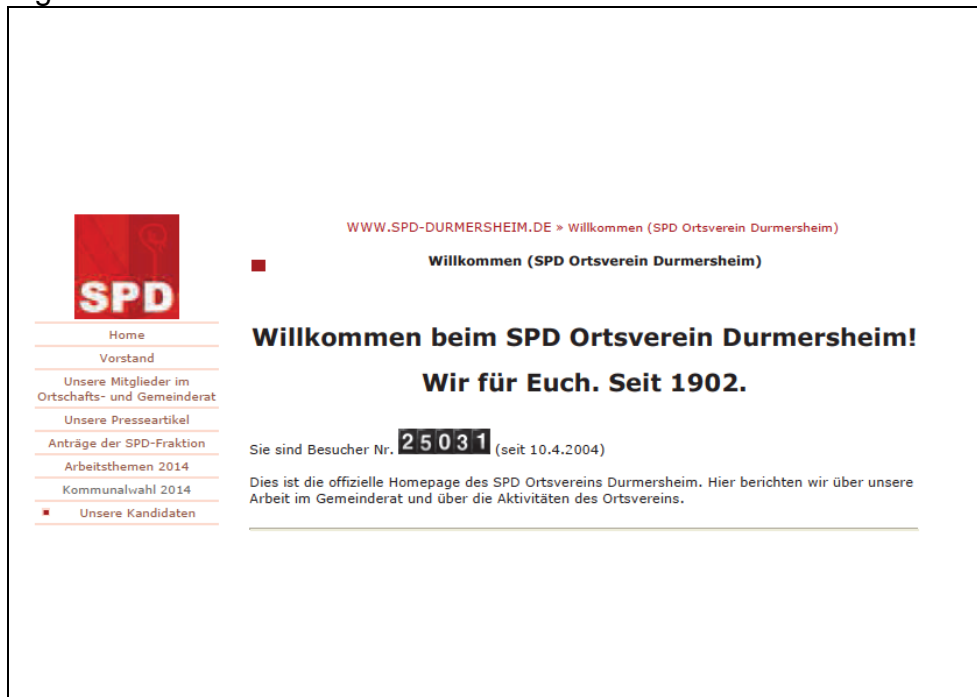 SPD
Home
Vorstand
Unsere Mitglieder im
Ortschafts- und Gemeinderat
Unsere Presseartikel
Anträge der SPD-Fraktion
Arbeitsthemen 2014
Kommunalwahl 2014
Unsere Kandidaten
WWW.SPD-DURMERSHEIM.DE » Willkommen (SPD Ortsverein Durmersheim)
Willkommen (SPD Ortsverein Durmersheim)
Willkommen beim SPD Ortsverein Durmersheim!
Wir für Euch. Seit 1902.
Sie sind Besucher Nr. 25031 (seit 10.4.2004)
Dies ist die offizielle Homepage des SPD Ortsvereins Durmersheim. Hier berichten wir über unsere
Arbeit im Gemeinderat und über die Aktivitäten des Ortsvereins.